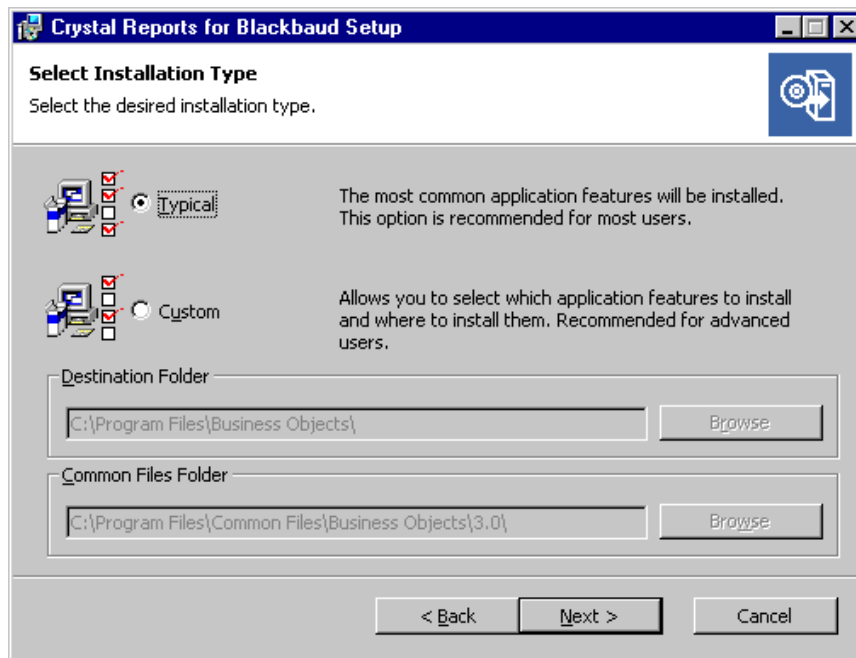 Crystal Reports for Blackbaud Setup
Select Installation Type
Select the desired installation type.
Typical
The most common application features will be installed.
This option is recommended for most users.
Custom
Allows you to select which application features to install
and where to install them. Recommended for advanced
users.
Destination Folder
C:\Program Files\Business Objects\
Browse
Common Files Folder
C:\Program Files\Common Files\Business Objects\3.0\
Browse
< Back
Next >
Cancel